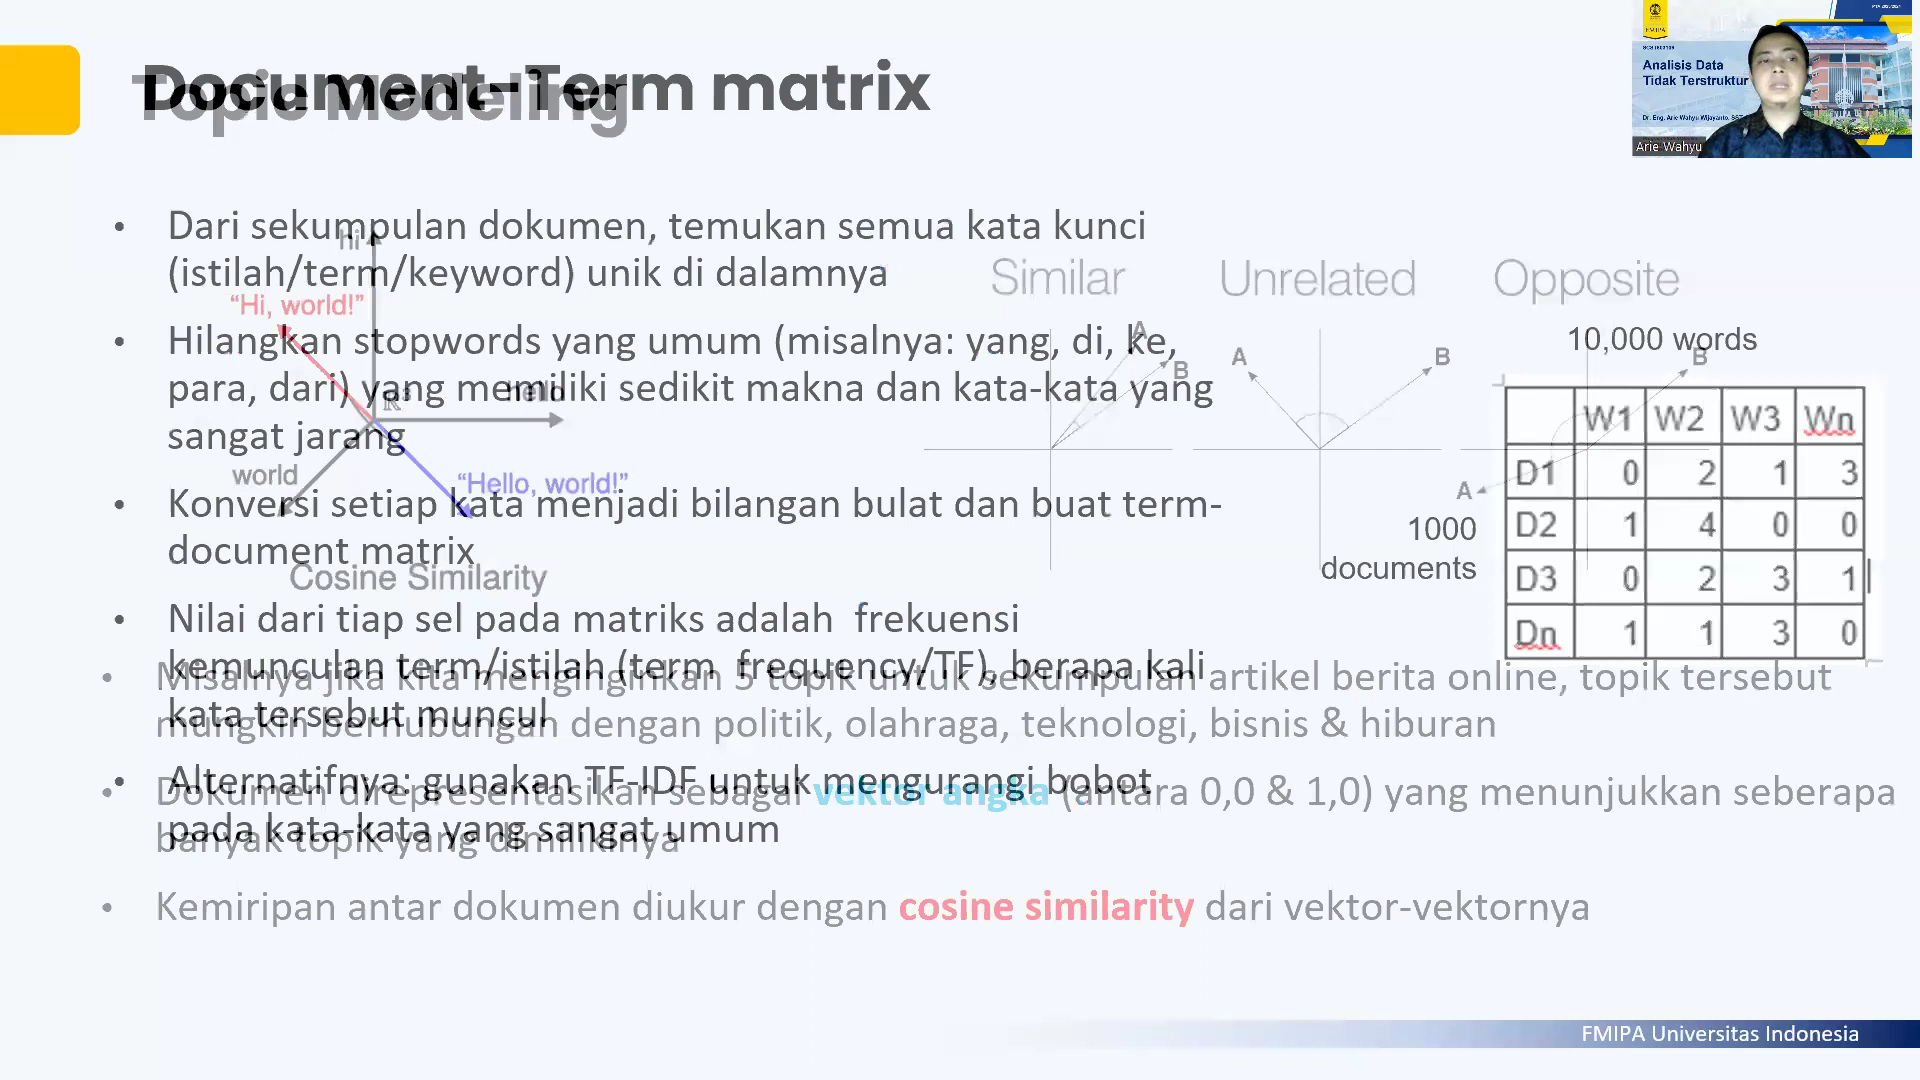 Document-Term matrix
Topic Modeling
Dari sekumpulan dokumen, temukan semua kata kunci
(istilah/term/keyword) unik di dalamnya
Hilangkan stopwords yang umum (misalnya: yang, di, ke,
para, dari) yang memiliki sedikit makna dan kata-kata yang
sangat jarang
Konversi setiap kata menjadi bilangan bulat dan buat term-
document matrix
Nilai dari tiap sel pada matriks adalah frekuensi
kemunculan term/istilah (term frequency/TF), berapa kali
kata tersebut muncul
Alternatifnya: gunakan TF-IDF untuk mengurangi bobot
pada kata-kata yang sangat umum
10,000 words
1000
documents
W1 W2 W3 Wn
D1 0 2 1 3
D2 1 4 0 0
D3 0 2 3 1
Dn 1 1 3 0
hi
"Hi, world!"
hello
world
"Hello, world!"
Cosine Similarity
Similar
A
B
Unrelated
A
B
Opposite
B
A
Misalnya jika kita menginginkan 5 topik untuk sekumpulan artikel berita online, topik tersebut
mungkin berhubungan dengan politik, olahraga, teknologi, bisnis & hiburan
Dokumen direpresentasikan sebagai vektor angka (antara 0,0 & 1,0) yang menunjukkan seberapa
banyak topik yang dimilikinya
Kemiripan antar dokumen diukur dengan cosine similarity dari vektor-vektornya
FMIPA
Analisis Data
Tidak Terstruktur
Dr. Eng. Arie Wahyu Wijayanto, SST
Arie Wahyu
FMIPA Universitas Indonesia